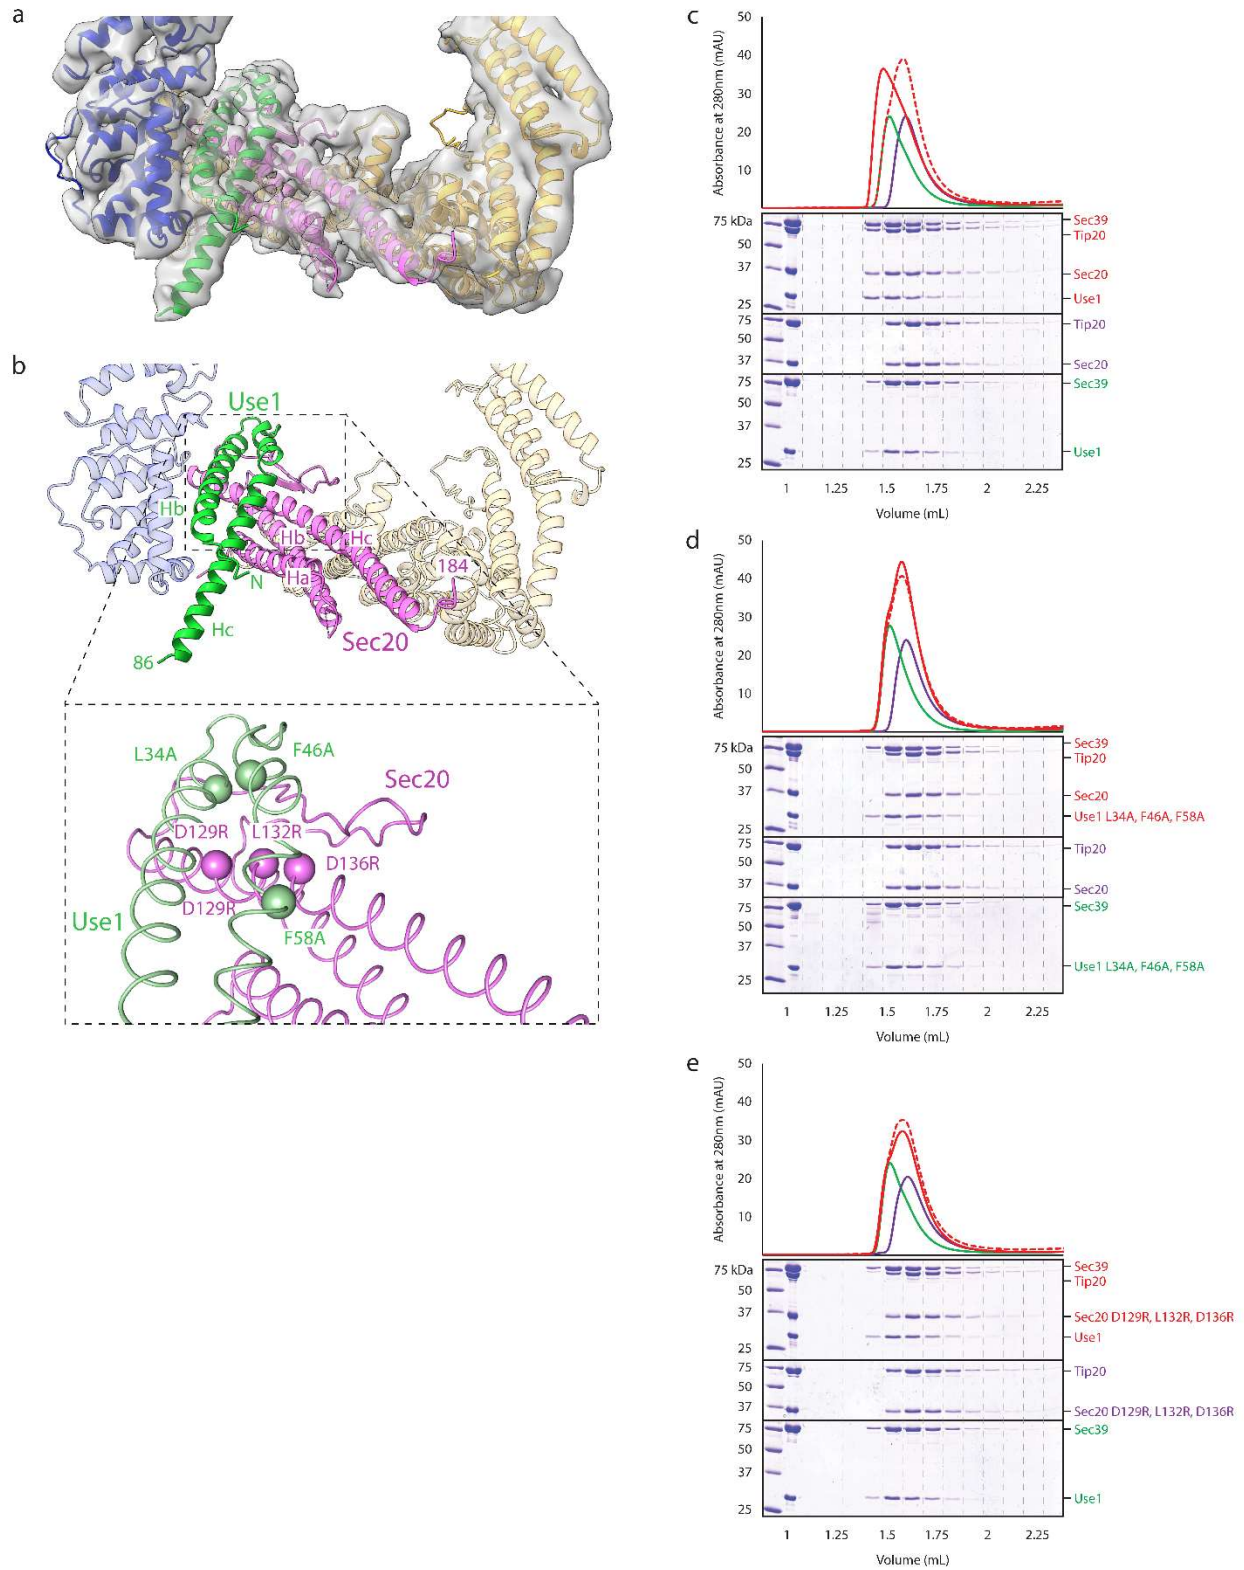 a
b
Use1
Hb
Hb
Hc
Ha
184
N
Sec20
Hc
86
L34A
F46A
Sec20
D129R
L132R
D136R
D129R
Use1
F58A
c
50
40
30
20
10
Absorbance at 280nm (mAU)
75 kDa
50
37
25
75
50
37
75
50
37
25
Sec39
Tip20
Sec20
Use1
Tip20
Sec20
Sec39
Use1
1 1.25 1.5 1.75 2 2.25
Volume (mL)
d
50
40
30
20
10
Absorbance at 280nm (mAU)
75 kDa
50
37
25
75
50
37
75
50
37
25
Sec39
Tip20
Sec20
Use1 L34A, F46A, F58A
Tip20
Sec20
Sec39
Use1 L34A, F46A, F58A
1 1.25 1.5 1.75 2 2.25
Volume (mL)
e
50
40
30
20
10
Absorbance at 280nm (mAU)
75 kDa
50
37
25
75
50
37
75
50
37
25
Sec39
Tip20
Sec20 D129R, L132R, D136R
Use1
Tip20
Sec20 D129R, L132R, D136R
Sec39
Use1
1 1.25 1.5 1.75 2 2.25
Volume (mL)